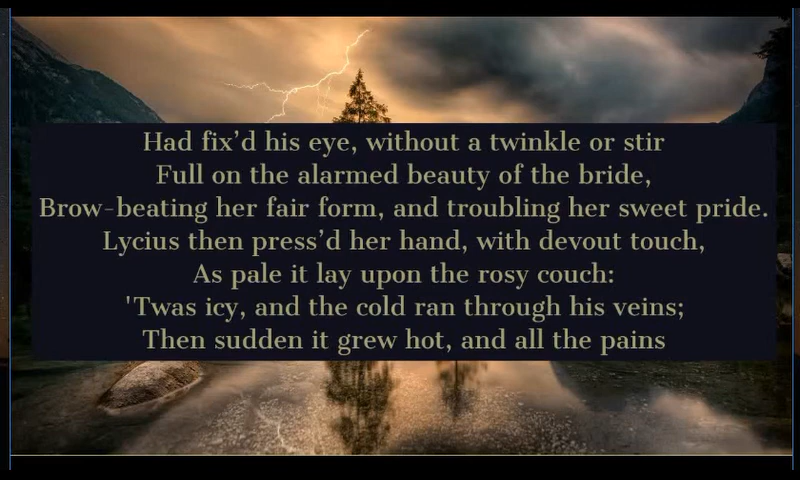 Had fix’d his eye, without a twinkle or stir
Full on the alarmed beauty of the bride,
Brow-beating her fair form, and troubling her sweet pride.
Lycius then press’d her hand, with devout touch,
As pale it lay upon the rosy couch:
'Twas icy, and the cold ran through his veins;
Then sudden it grew hot, and all the pains